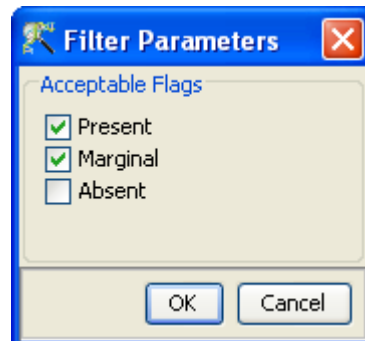 Filter Parameters
Acceptable Flags
Present
Marginal
Absent
OK Cancel